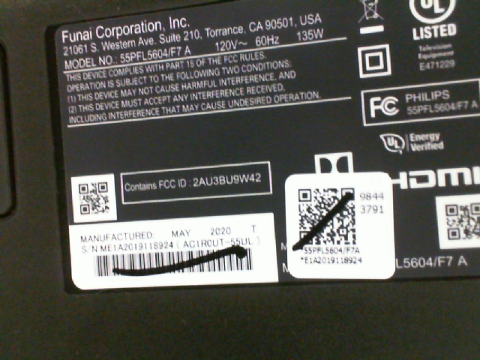 Funai Corporation, Inc.
21061 S. Western Ave. Suite 210, Torrance, CA 90501, USA
MODEL NO.: 55PFL5604/F7 A 120V~ 60Hz 135W
THIS DEVICE COMPLIES WITH PART 15 OF THE FCC RULES.
OPERATION IS SUBJECT TO THE FOLLOWING TWO CONDITIONS:
(1) THIS DEVICE MAY NOT CAUSE HARMFUL INTERFERENCE, AND
(2) THIS DEVICE MUST ACCEPT ANY INTERFERENCE RECEIVED,
INCLUDING INTERFERENCE THAT MAY CAUSE UNDESIRED OPERATION.
UL
LISTED
Television
Equipment
E471229
FC PHILIPS
55PFL5604/F7 A
UL Energy
Verified
HDMI
Contains FCC ID : 2AU3BU9W42
MANUFACTURED: MAY 2020 T
S/N ME1A2019118924 (AC1RCUT-55UL)
9844
3791
55PFL5604/F7A
*E1A2019118924
FL5604/F7 A